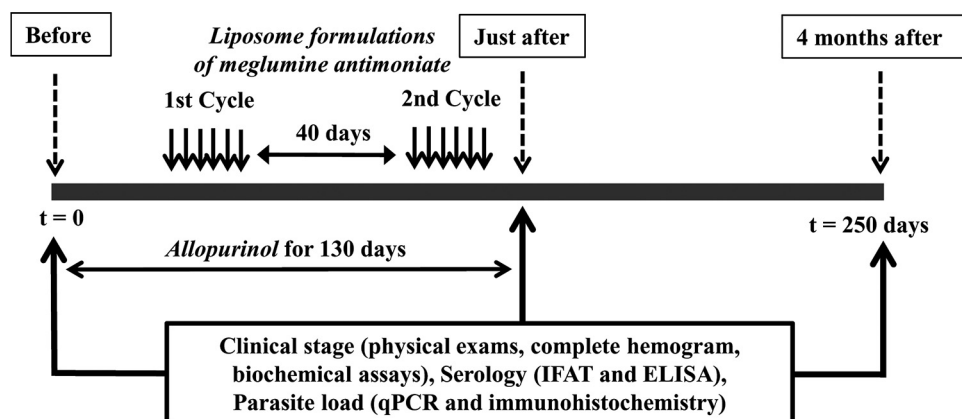 Before
Liposome formulations
of meglumine antimoniate
Just after
4 months after
1st Cycle
2nd Cycle
40 days
t = 0
t = 250 days
Allopurinol for 130 days
Clinical stage (physical exams, complete hemogram,
biochemical assays), Serology (IFAT and ELISA),
Parasite load (qPCR and immunohistochemistry)